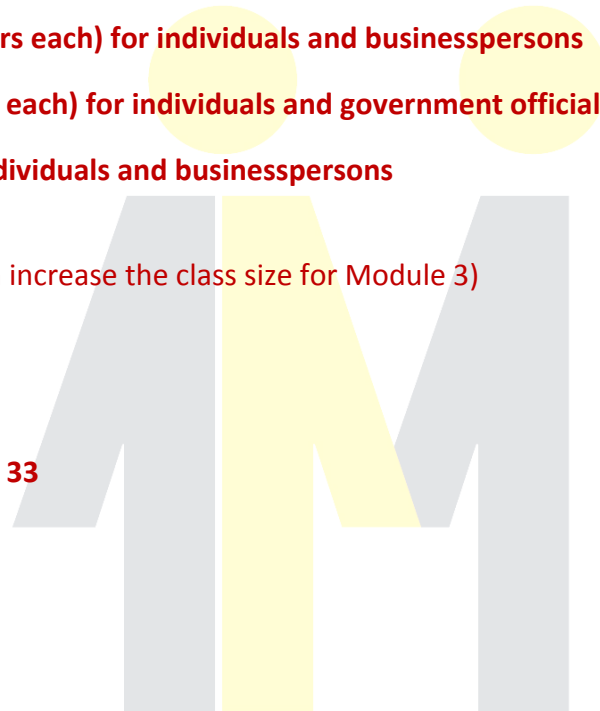 rs each) for individuals and businesspersons
each) for individuals and government official
dividuals and businesspersons
increase the class size for Module 3)
33